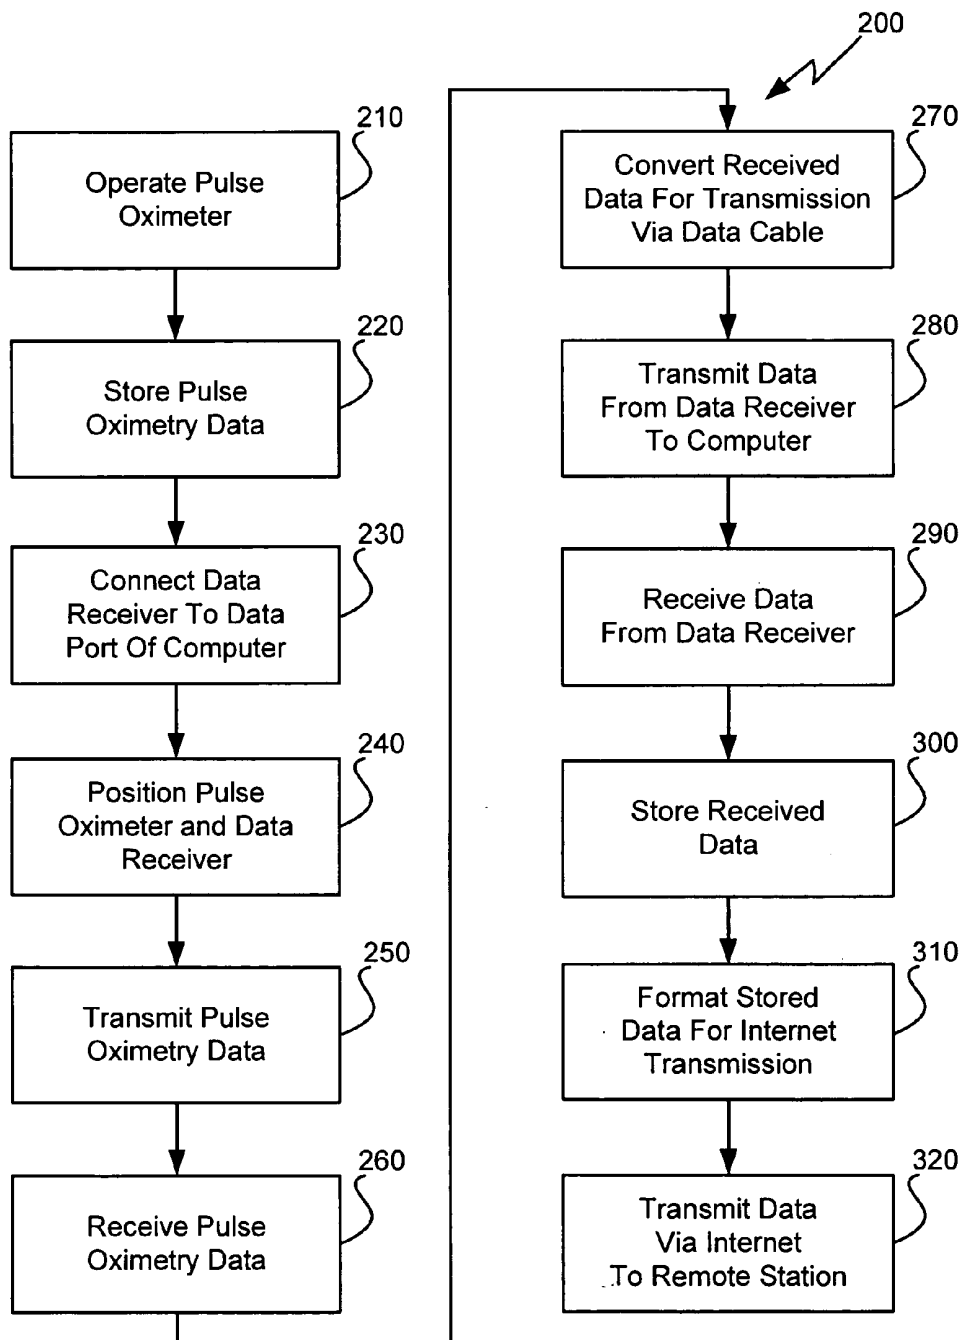 200
210
Operate Pulse
Oximeter
220
Store Pulse
Oximetry Data
230
Connect Data
Receiver To Data
Port Of Computer
240
Position Pulse
Oximeter and Data
Receiver
250
Transmit Pulse
Oximetry Data
260
Receive Pulse
Oximetry Data
270
Convert Received
Data For Transmission
Via Data Cable
280
Transmit Data
From Data Receiver
To Computer
290
Receive Data
From Data Receiver
300
Store Received
Data
310
Format Stored
Data For Internet
Transmission
320
Transmit Data
Via Internet
To Remote Station